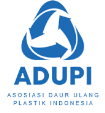 ADUPI
ASOSIASI DAUR ULANG
PLASTIK INDONESIA